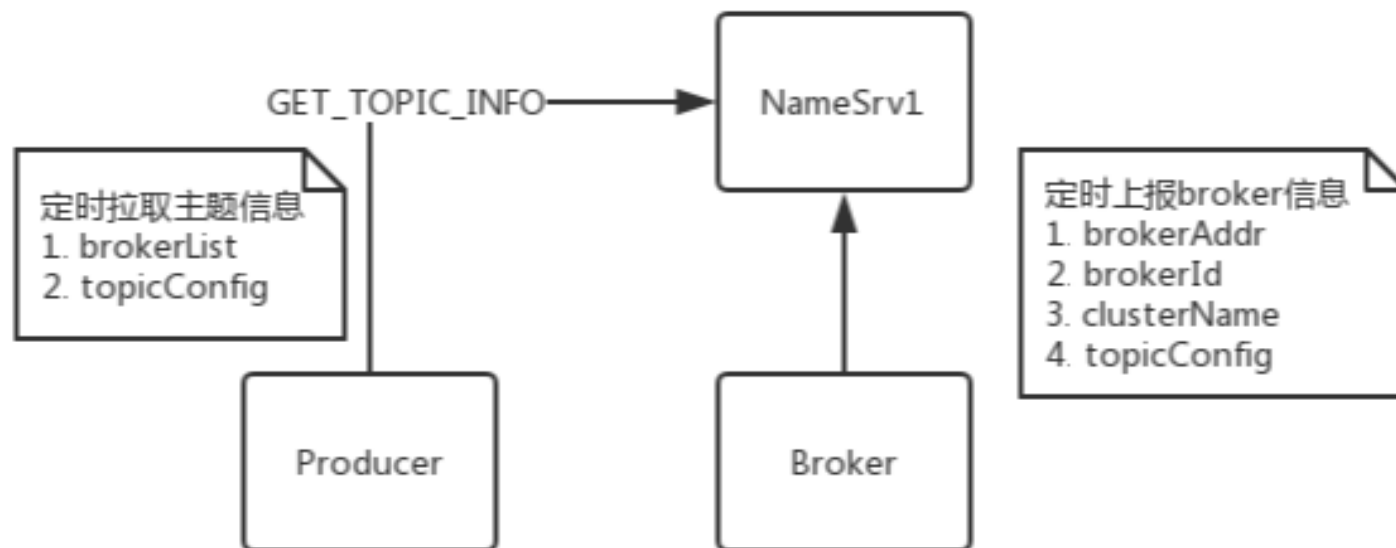 GET_TOPIC_INFO
NameSrv1
定时拉取主题信息
1. brokerList
2. topicConfig
定时上报broker信息
1. brokerAddr
2. brokerId
3. clusterName
4. topicConfig
Producer
Broker